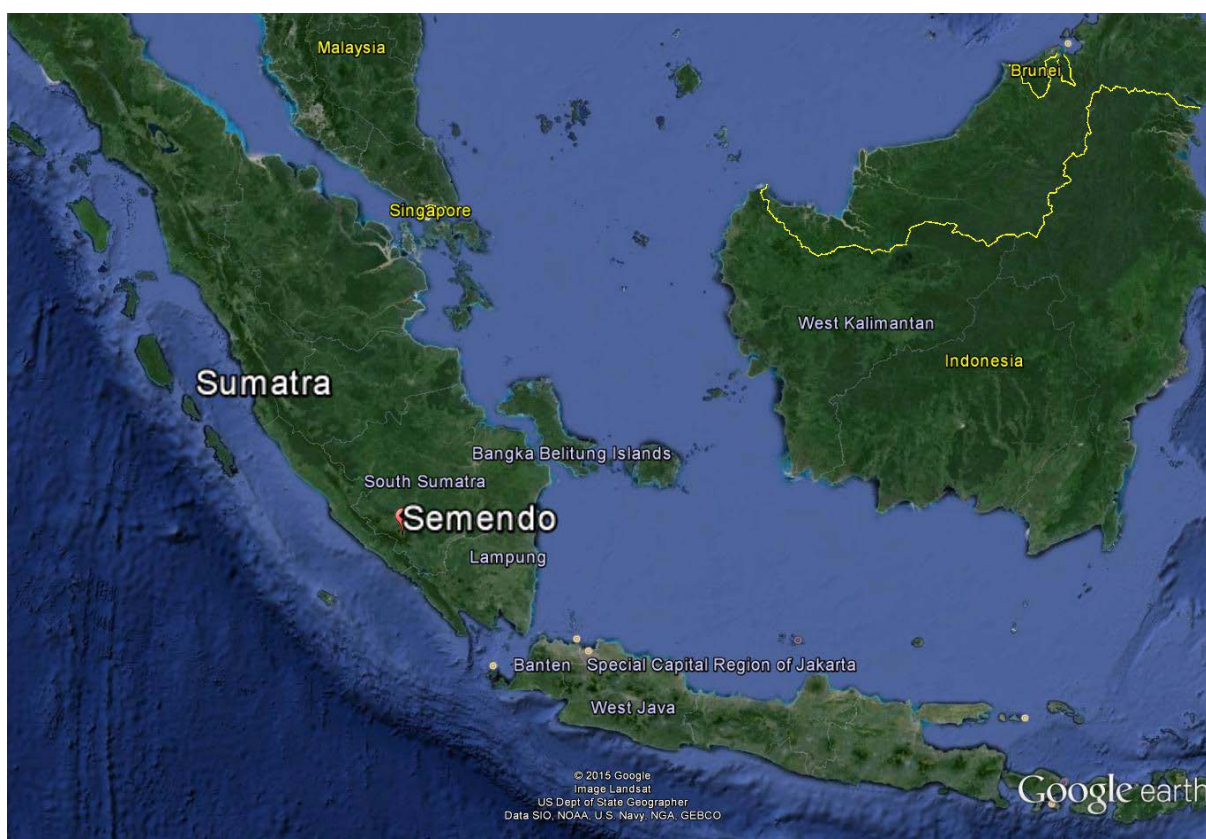 Malaysia
Brunei
Singapore
West Kalimantan
Indonesia
Sumatra
Bangka Belitung Islands
South Sumatra
Semendo
Lampung
Banten
Special Capital Region of Jakarta
West Java
© 2015 Google
Image Landsat
US Dept of State Geographer
Data SIO, NOAA, U.S. Navy, NGA, GEBCO
Google earth